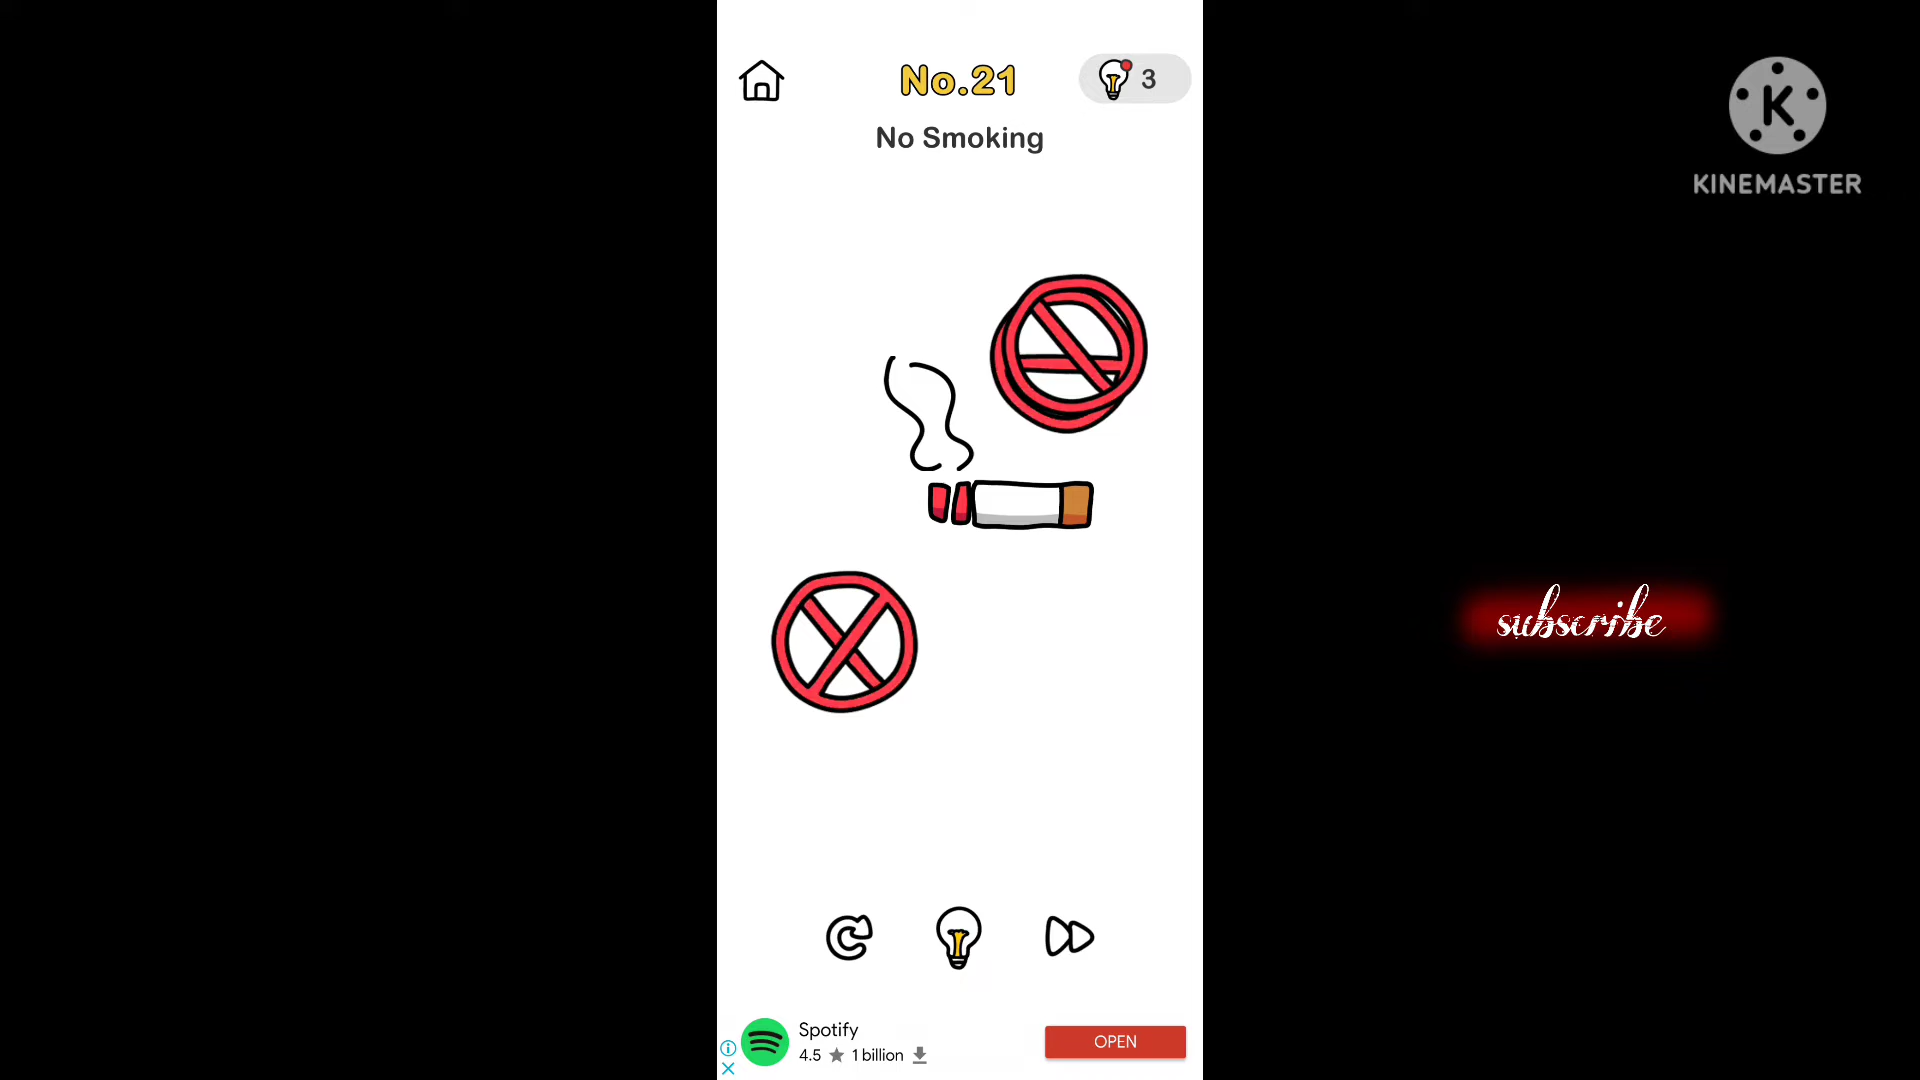 No.21
3
No Smoking
K
KINEMASTER
subscribe
Spotify
4.5 ★ 1 billion
OPEN